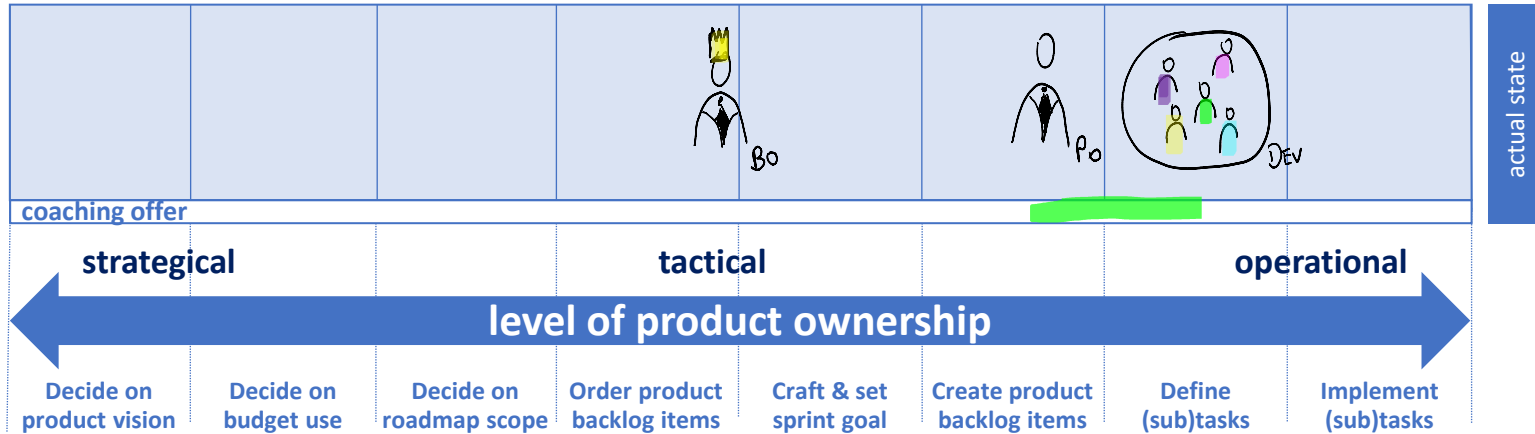 BO
PO
DEV
actual state
coaching offer
strategical
tactical
operational
level of product ownership
Decide on
product vision
Decide on
budget use
Decide on
roadmap scope
Order product
backlog items
Craft & set
sprint goal
Create product
backlog items
Define
(sub)tasks
Implement
(sub)tasks